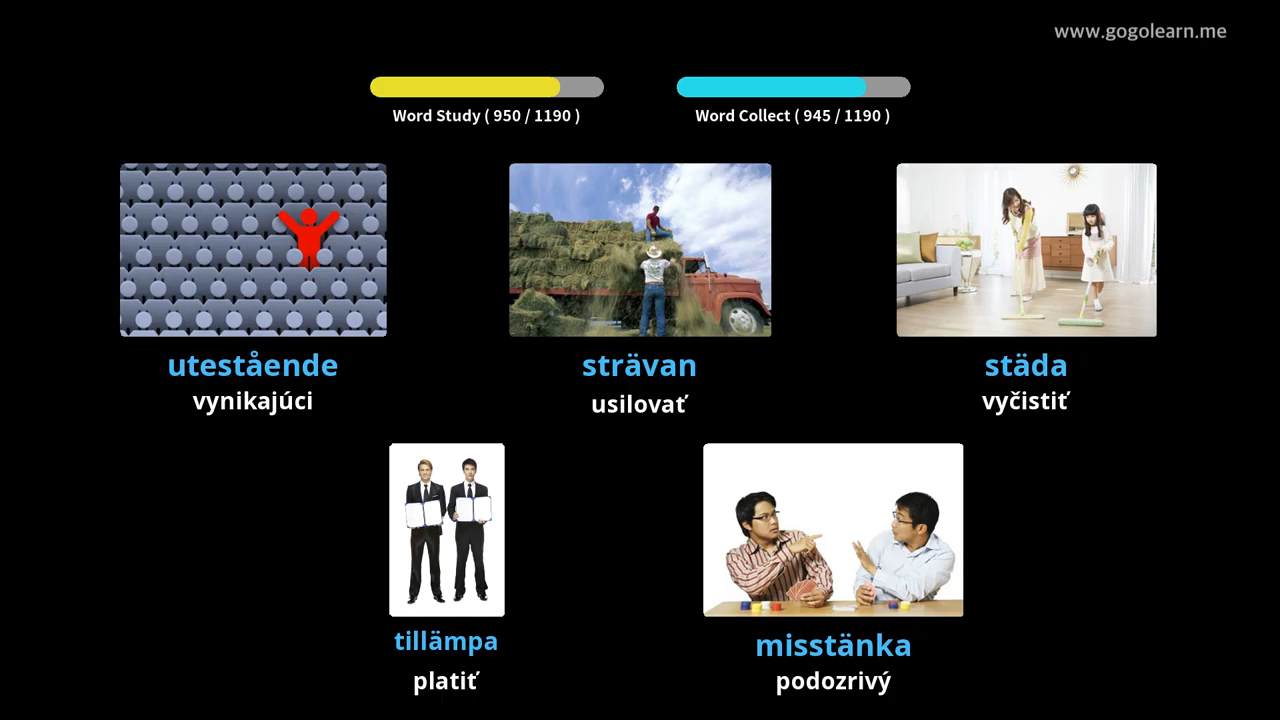 www.gogolearn.me
Word Study ( 950 / 1190 )
Word Collect ( 945 / 1190 )
utestående
vynikajúci
strävan
usilovať
städa
vyčistiť
tillämpa
platiť
misstänka
podozrivý